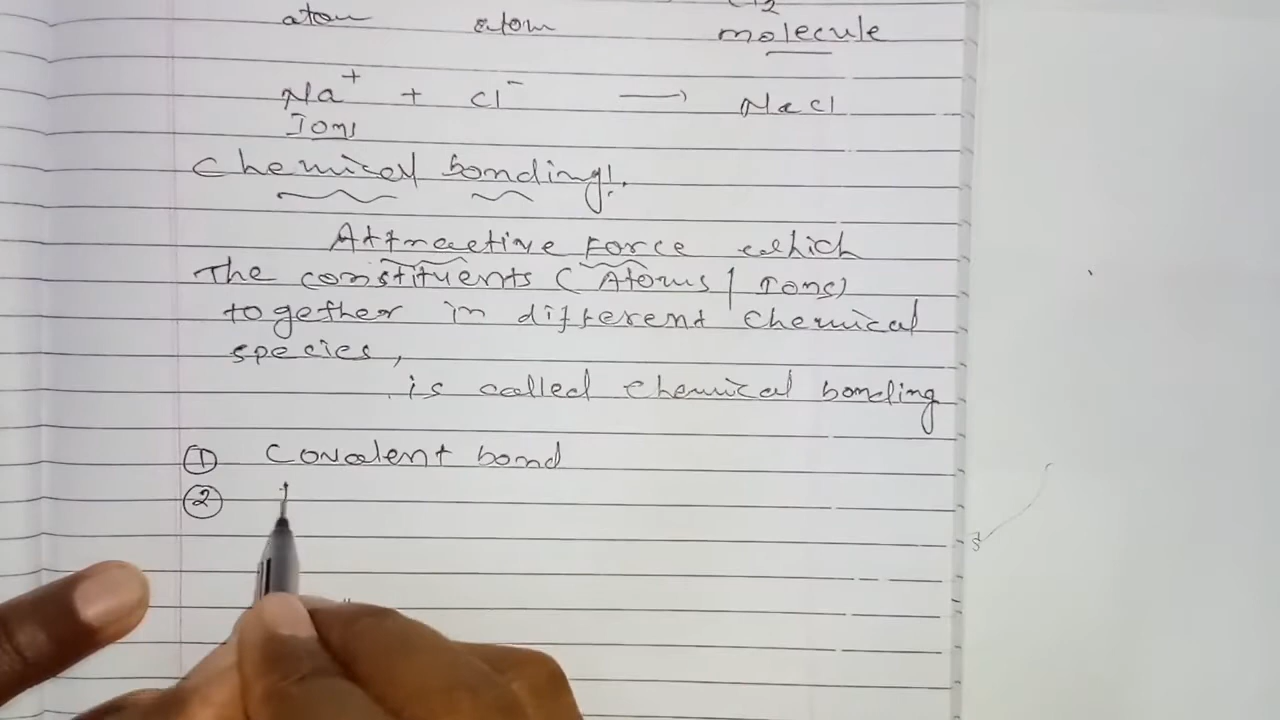 Cl2
atom atom molecule
Na+ + Cl- → NaCl
Ions
Chemical bonding:
Attractive Force which
The constituents (Atoms / Ions)
together in different chemical
species,
is called chemical bonding
① Covalent bond
②